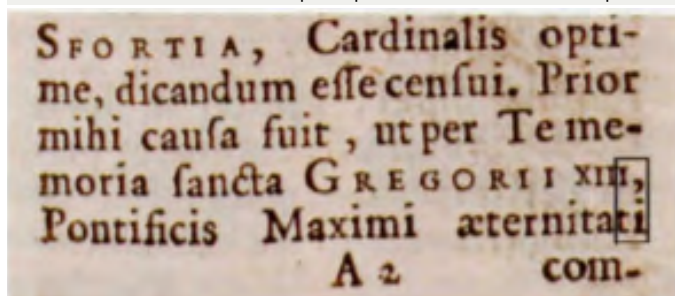 SFORTIA, Cardinalis opti-
me, dicandum eſſe cenſui. Prior
mihi cauſa fuit, ut per Te me-
moria ſancta GREGORII XIII,
Pontificis Maximi æternitati
A 2 com-